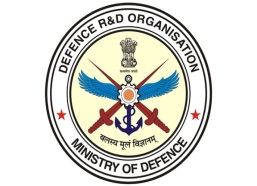 DEFENCE R&D ORGANISATION
बलस्य मूलं विज्ञानम्
MINISTRY OF DEFENCE